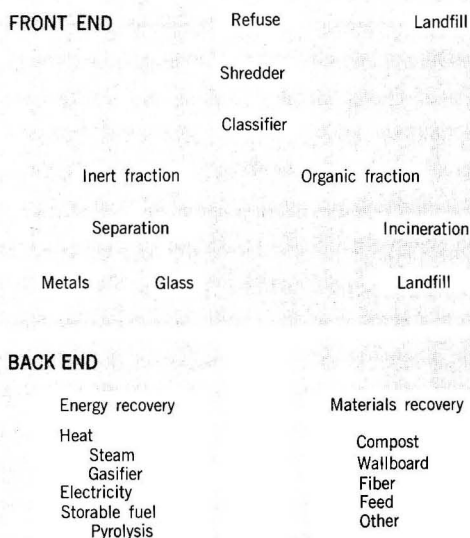 FRONT END Refuse Landfill
Shredder
Classifier
Inert fraction Organic fraction
Separation Incineration
Metals Glass Landfill
BACK END
Energy recovery Materials recovery
Heat Compost
Steam Wallboard
Gasifier Fiber
Electricity Feed
Storable fuel Other
Pyrolysis